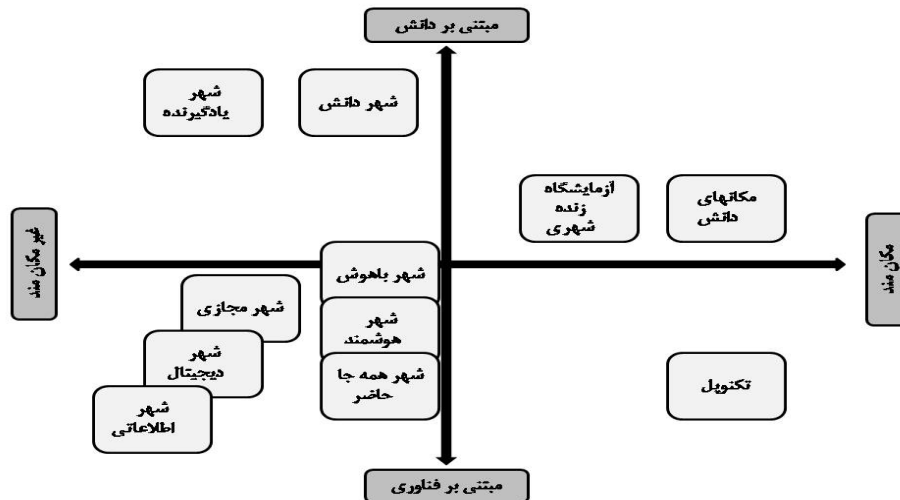 مبتنی بر دانش
شهر
یادگیرنده
شهر دانش
آزمایشگاه
زنده
شهری
مکانهای
دانش
غیر مکان مند
مکان مند
شهر باهوش
شهر مجازی
شهر
هوشمند
شهر
دیجیتال
شهر همه جا
حاضر
تکنوپل
شهر
اطلاعاتی
مبتنی بر فناوری